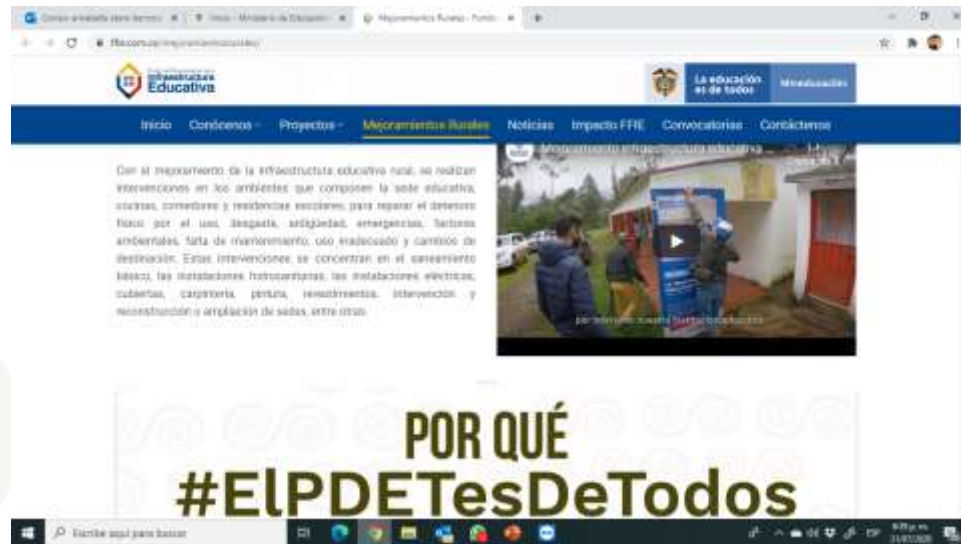 Infraestructura
Educativa
La educación
es de todos
Mineducación
Inicio Conócenos Proyectos Mejoramientos Rurales Noticias Impacto FFIE Convocatorias Contáctenos
Con el mejoramiento de la infraestructura educativa rural, se realizan
intervenciones en los ambientes que componen la sede educativa,
cocinas, comedores y residencias escolares, para reparar el deterioro
físico por el uso, desgaste, antigüedad, emergencias, factores
ambientales, falta de mantenimiento, uso inadecuado y cambios de
destinación. Estas intervenciones se concentran en el saneamiento
básico, las instalaciones hidrosanitarias, las instalaciones eléctricas,
cubiertas, carpintería, pintura, revestimientos, intervención y
reconstrucción o ampliación de sedes, entre otras.
Mejoramiento infraestructura educativa
POR QUÉ
#ElPDETesDeTodos
Escribe aquí para buscar
ESP